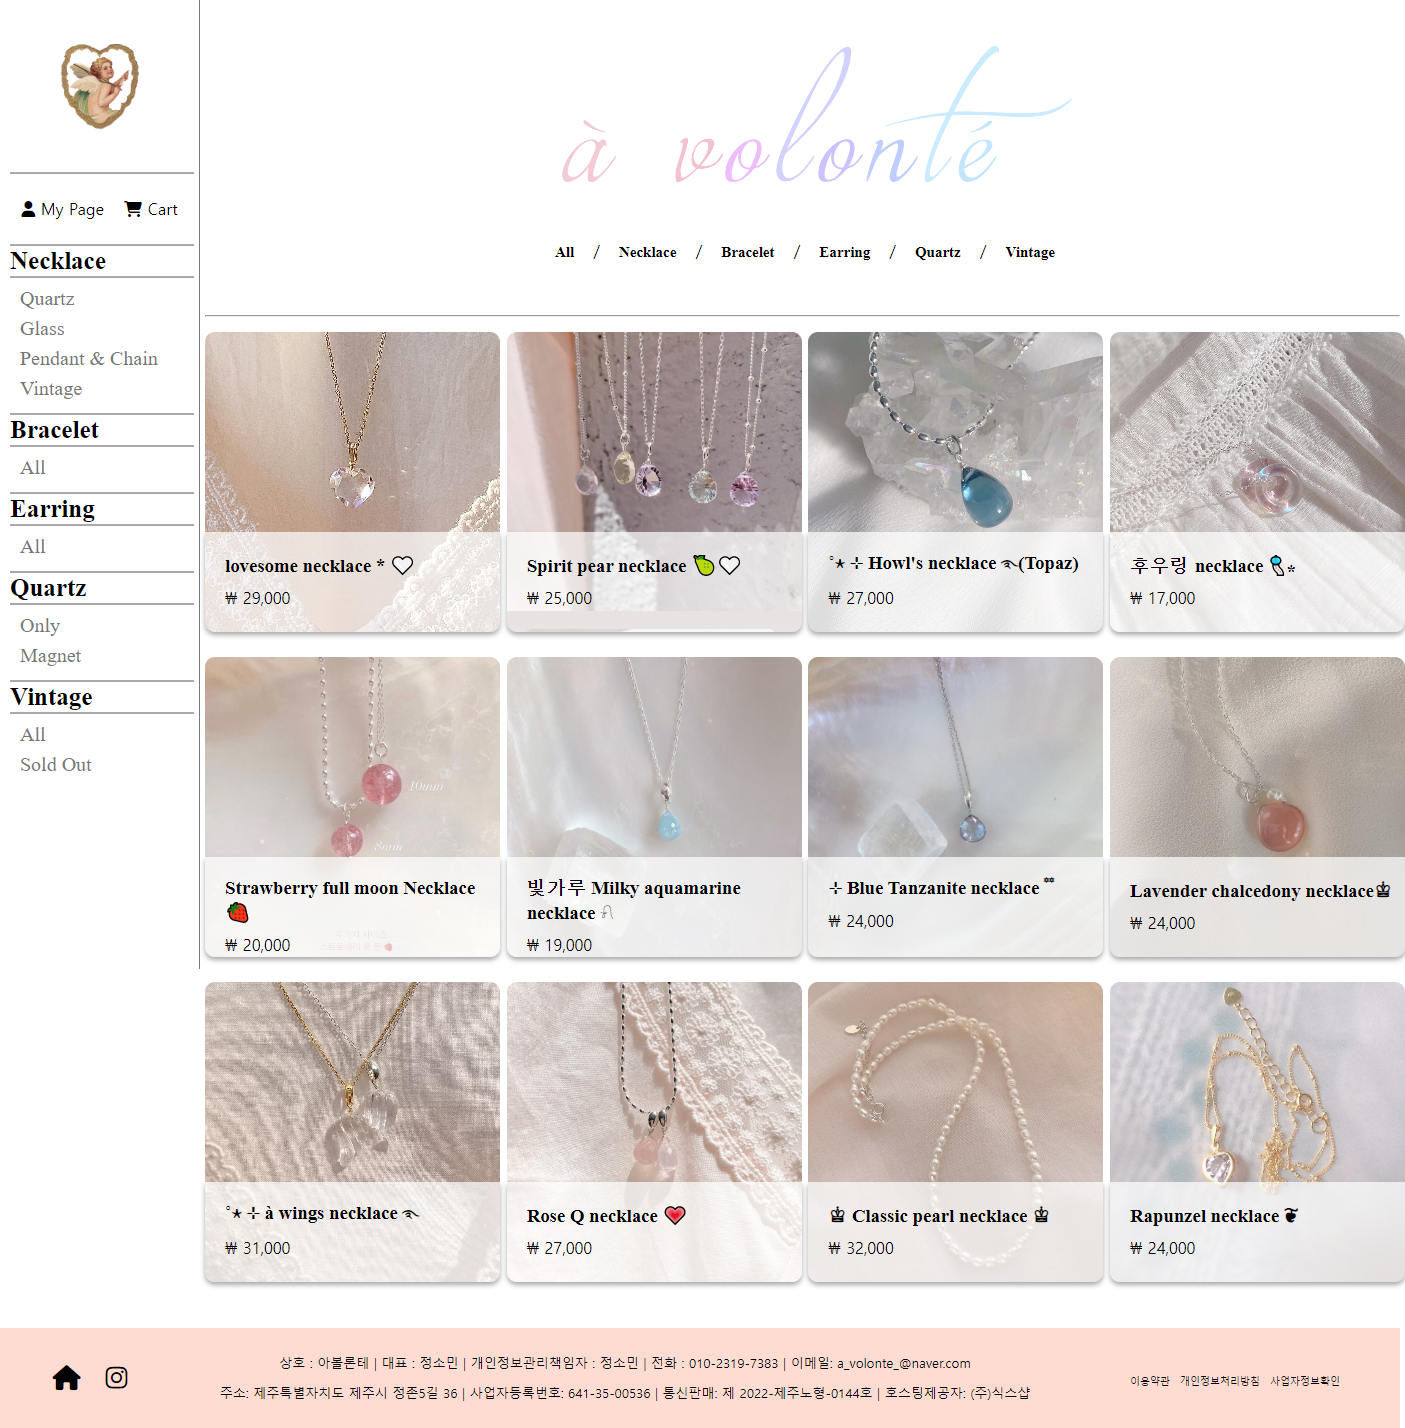 à volonté
My Page Cart
All / Necklace / Bracelet / Earring / Quartz / Vintage
Necklace
Quartz
Glass
Pendant & Chain
Vintage
Bracelet
All
Earring
All
Quartz
Only
Magnet
Vintage
All
Sold Out
lovesome necklace * ♡
₩ 29,000
Spirit pear necklace 🍐♡
₩ 25,000
˚⋆ ⊹ Howl's necklace ࿐(Topaz)
₩ 27,000
후우링 necklace 🎐⋆
₩ 17,000
10mm
8mm
Strawberry full moon Necklace
🍓
₩ 20,000
빛가루 Milky aquamarine
necklace ♌
₩ 19,000
⊹ Blue Tanzanite necklace
₩ 24,000
Lavender chalcedony necklace♔
₩ 24,000
˚⋆ ⊹ à wings necklace ࿐
₩ 31,000
Rose Q necklace 💗
₩ 27,000
♔ Classic pearl necklace ♔
₩ 32,000
Rapunzel necklace ❦
₩ 24,000
상호 : 아볼론테 | 대표 : 정소민 | 개인정보관리책임자 : 정소민 | 전화 : 010-2319-7383 | 이메일: a_volonte_@naver.com
주소: 제주특별자치도 제주시 정존5길 36 | 사업자등록번호: 641-35-00536 | 통신판매: 제 2022-제주노형-0144호 | 호스팅제공자: (주)식스샵
이용약관 개인정보처리방침 사업자정보확인